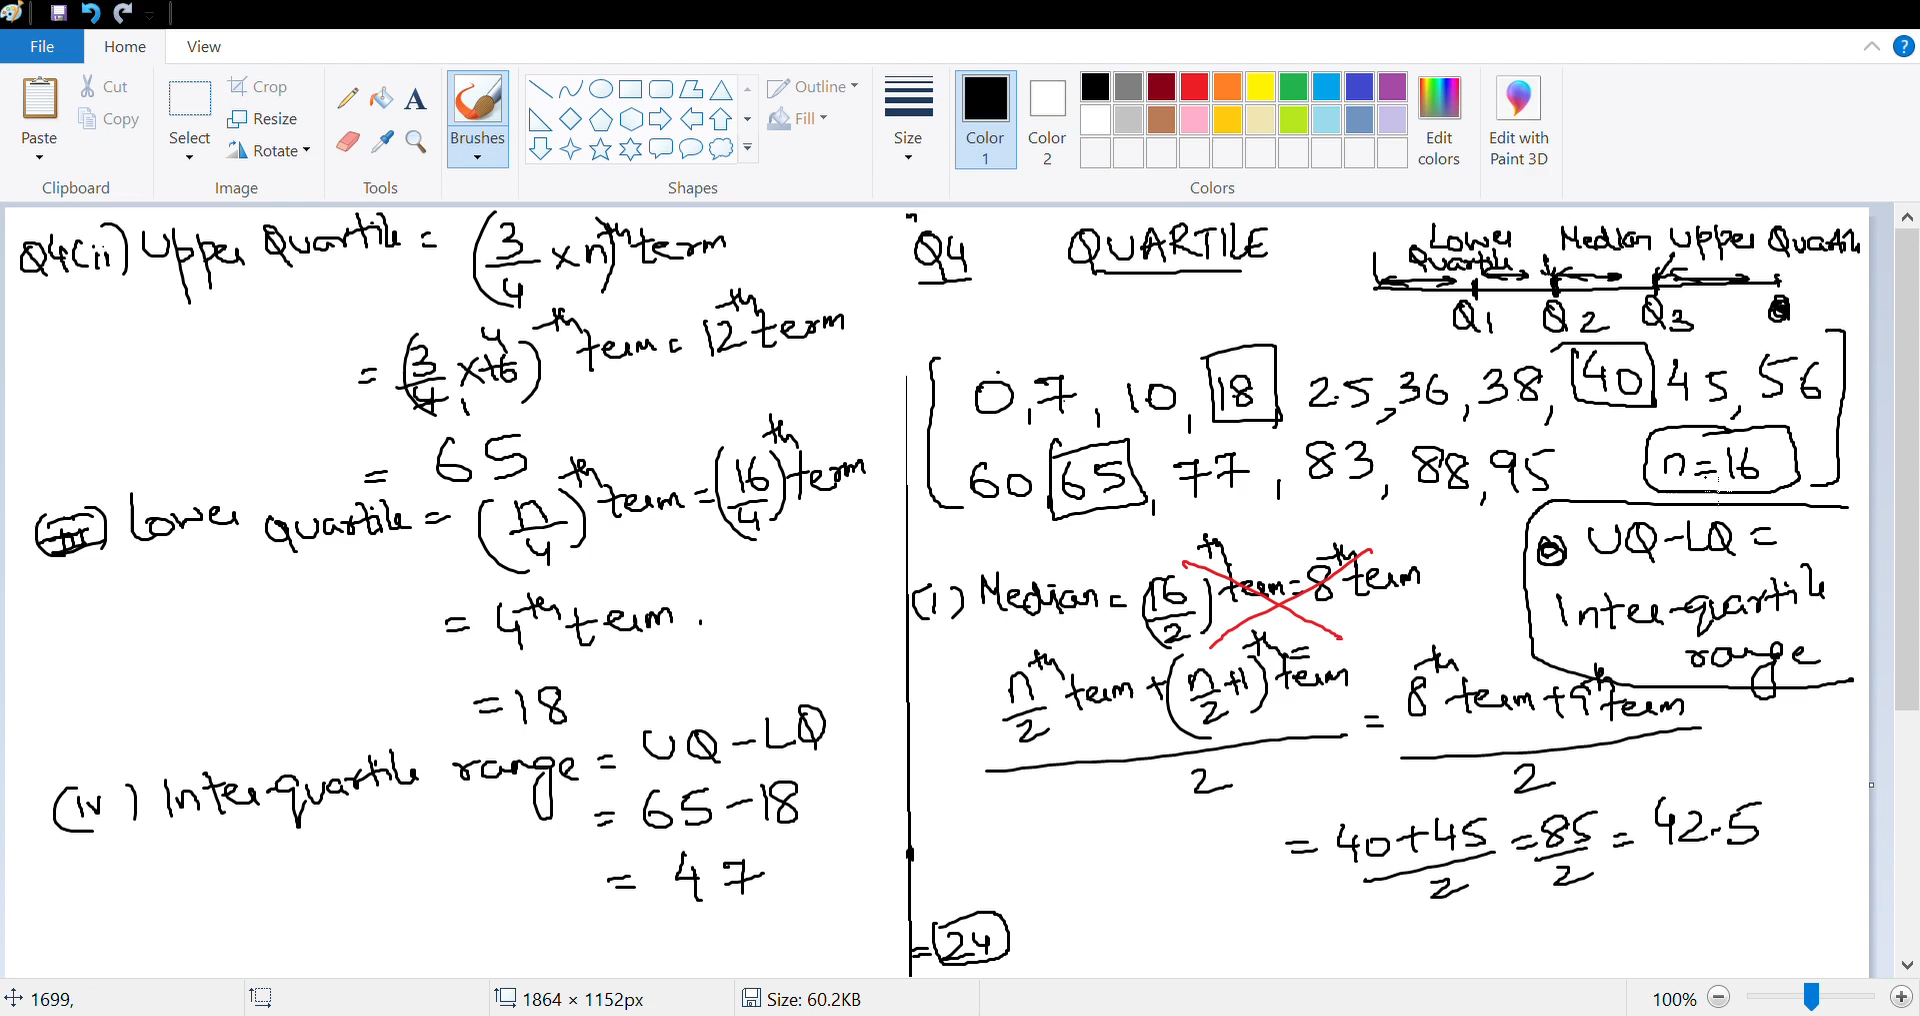 File Home View
Paste
Cut
Copy
Clipboard
Select
Crop
Resize
Rotate
Image
Tools
Brushes
Shapes
Outline
Fill
Size
Color 1
Color 2
Colors
Edit colors
Edit with Paint 3D
Q4(ii) Upper Quartile = (3/4 × n)th term
= (3/4 × 16)th term = 12th term
= 65
(iii) Lower quartile = (n/4)th term = (16/4)th term
= 4th term.
= 18
(iv) Inter-quartile range = UQ-LQ
= 65-18
= 47
Q4 QUARTILE
Lower Quartile Median Upper Quartile
Q1 Q2 Q3
0, 7, 10, 18 25, 36, 38, 40 45, 56
60 65, 77, 83, 88, 95 n=16
UQ-LQ =
Inter-quartile
range
(i) Median = (16/2)th term = 8th term
n/2 th term + (n/2+1)th term / 2 = 8th term + 9th term / 2
= 40+45/2 = 85/2 = 42.5
= 24
1699,
1864 × 1152px
Size: 60.2KB
100%